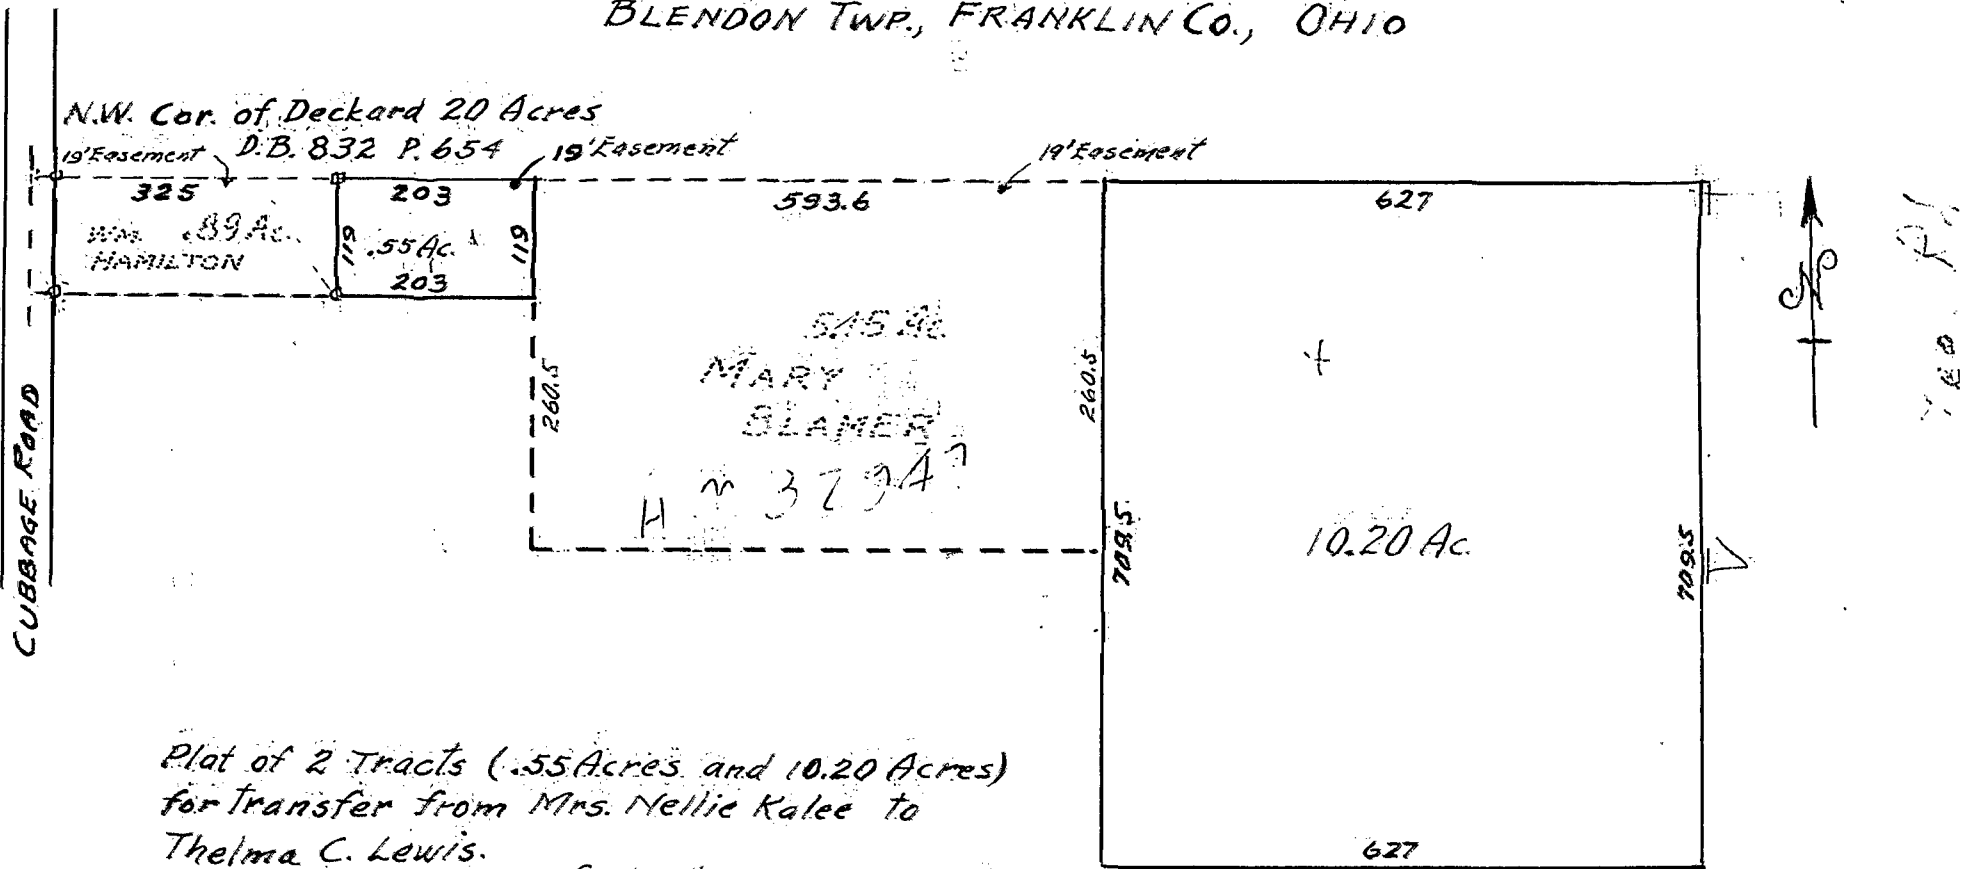 BLENDON TWP., FRANKLIN CO., OHIO
N.W. Cor. of Deckard 20 Acres
D.B. 832 P. 654
19' Easement
19' Easement
19' Easement
325
203
593.6
627
WM. .89 Ac.
HAMILTON
119
.55 Ac.
119
203
MARY
BLAMER
260.5
260.5
N
CUBBAGE ROAD
709.5
10.20 Ac.
709.5
Plat of 2 Tracts (.55 Acres and 10.20 Acres)
for Transfer from Mrs. Nellie Kalee to
Thelma C. Lewis.
627